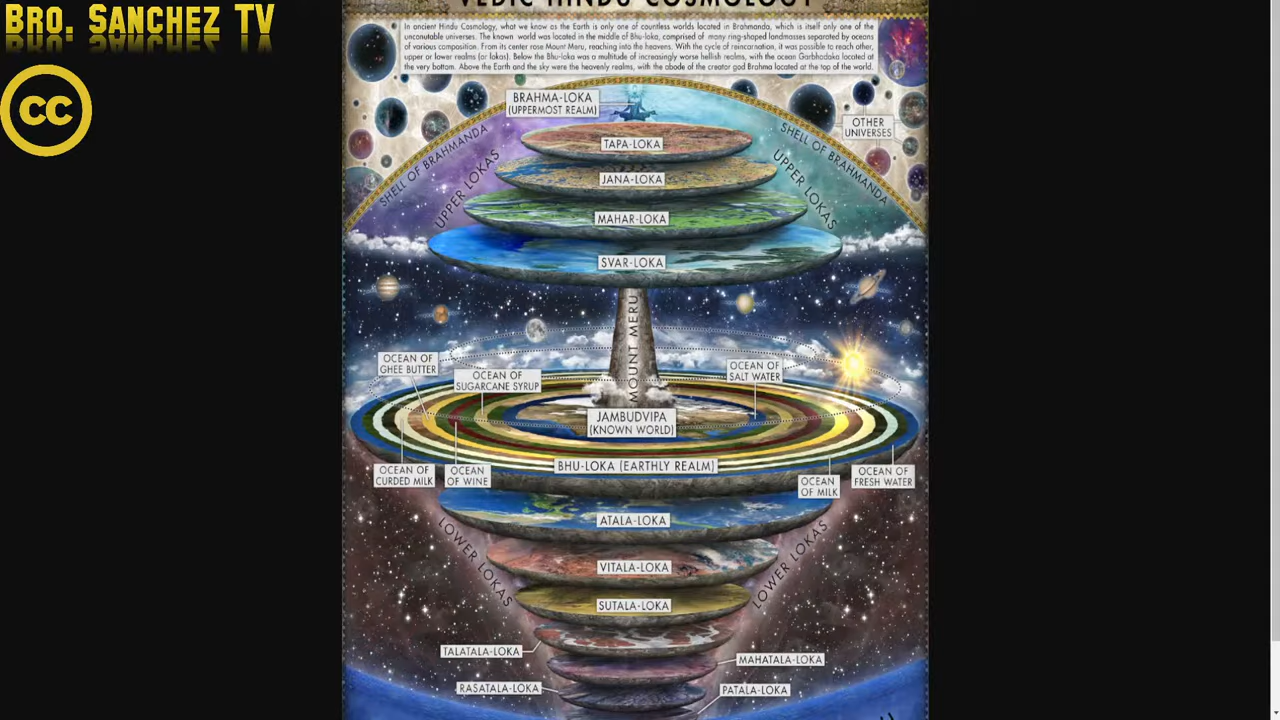 BRO. SANCHEZ TV
CC
VEDIC HINDU COSMOLOGY
In ancient Hindu Cosmology, what we know as the Earth is only one of countless worlds located in Brahmanda, which is itself only one of the
uncountable universes. The known world was located in the middle of Bhu-loka, comprised of many ring-shaped landmasses separated by oceans
of various composition. From its center rose Mount Meru, reaching into the heavens. With the cycle of reincarnation, it was possible to reach other,
upper or lower realms (or lokas). Below the Bhu-loka was a multitude of increasingly worse hellish realms, with the ocean Garbhodaka located at
the very bottom. Above the Earth and the sky were the heavenly realms, with the abode of the creator god Brahma located at the top of the world.
BRAHMA-LOKA
(UPPERMOST REALM)
OTHER
UNIVERSES
SHELL OF BRAHMANDA
SHELL OF BRAHMANDA
UPPER LOKAS
UPPER LOKAS
TAPA-LOKA
JANA-LOKA
MAHAR-LOKA
SVAR-LOKA
MOUNT MERU
OCEAN OF
GHEE BUTTER
OCEAN OF
SUGARCANE SYRUP
OCEAN OF
SALT WATER
JAMBUDVIPA
(KNOWN WORLD)
BHU-LOKA (EARTHLY REALM)
OCEAN OF
CURDED MILK
OCEAN
OF WINE
OCEAN
OF MILK
OCEAN OF
FRESH WATER
ATALA-LOKA
LOWER LOKAS
LOWER LOKAS
VITALA-LOKA
SUTALA-LOKA
TALATALA-LOKA
MAHATALA-LOKA
RASATALA-LOKA
PATALA-LOKA